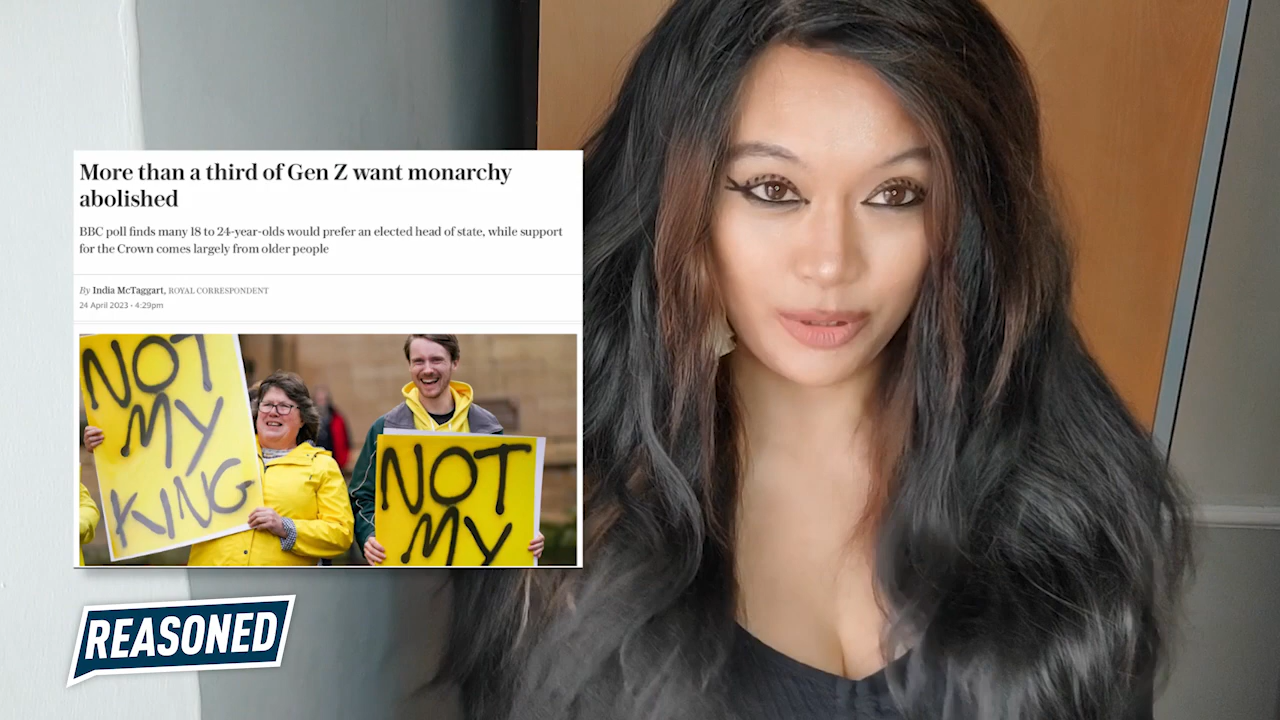 More than a third of Gen Z want monarchy
abolished
BBC poll finds many 18 to 24-year-olds would prefer an elected head of state, while support
for the Crown comes largely from older people
By India McTaggart, ROYAL CORRESPONDENT
24 April 2023 • 4:29pm
NOT
MY
KING
NOT
MY
REASONED